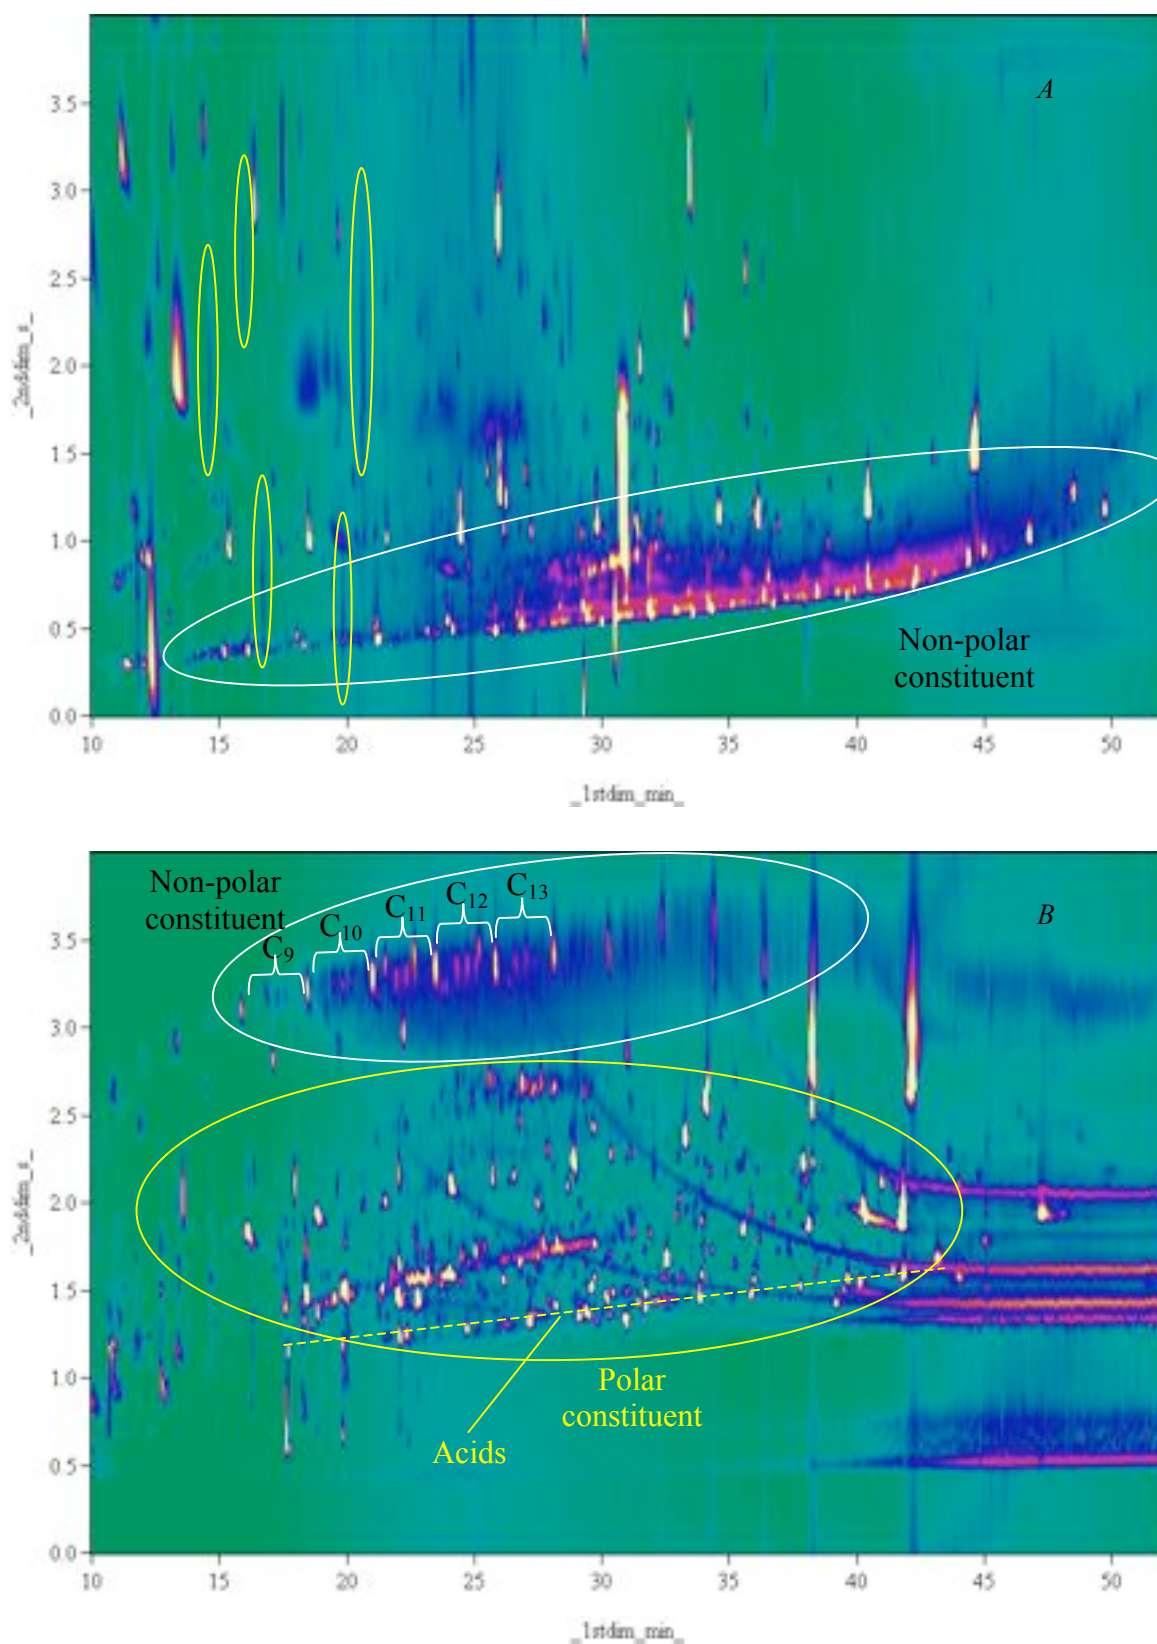 A
3.5
3.0
2.5
2.0
1.5
1.0
0.5
0.0
_2nddim_s_
Non-polar
constituent
10 15 20 25 30 35 40 45 50
_1stdim_min_
Non-polar
constituent
C9
C10
C11
C12
C13
B
3.5
3.0
2.5
2.0
1.5
1.0
0.5
0.0
_2nddim_s_
Polar
constituent
Acids
10 15 20 25 30 35 40 45 50
_1stdim_min_